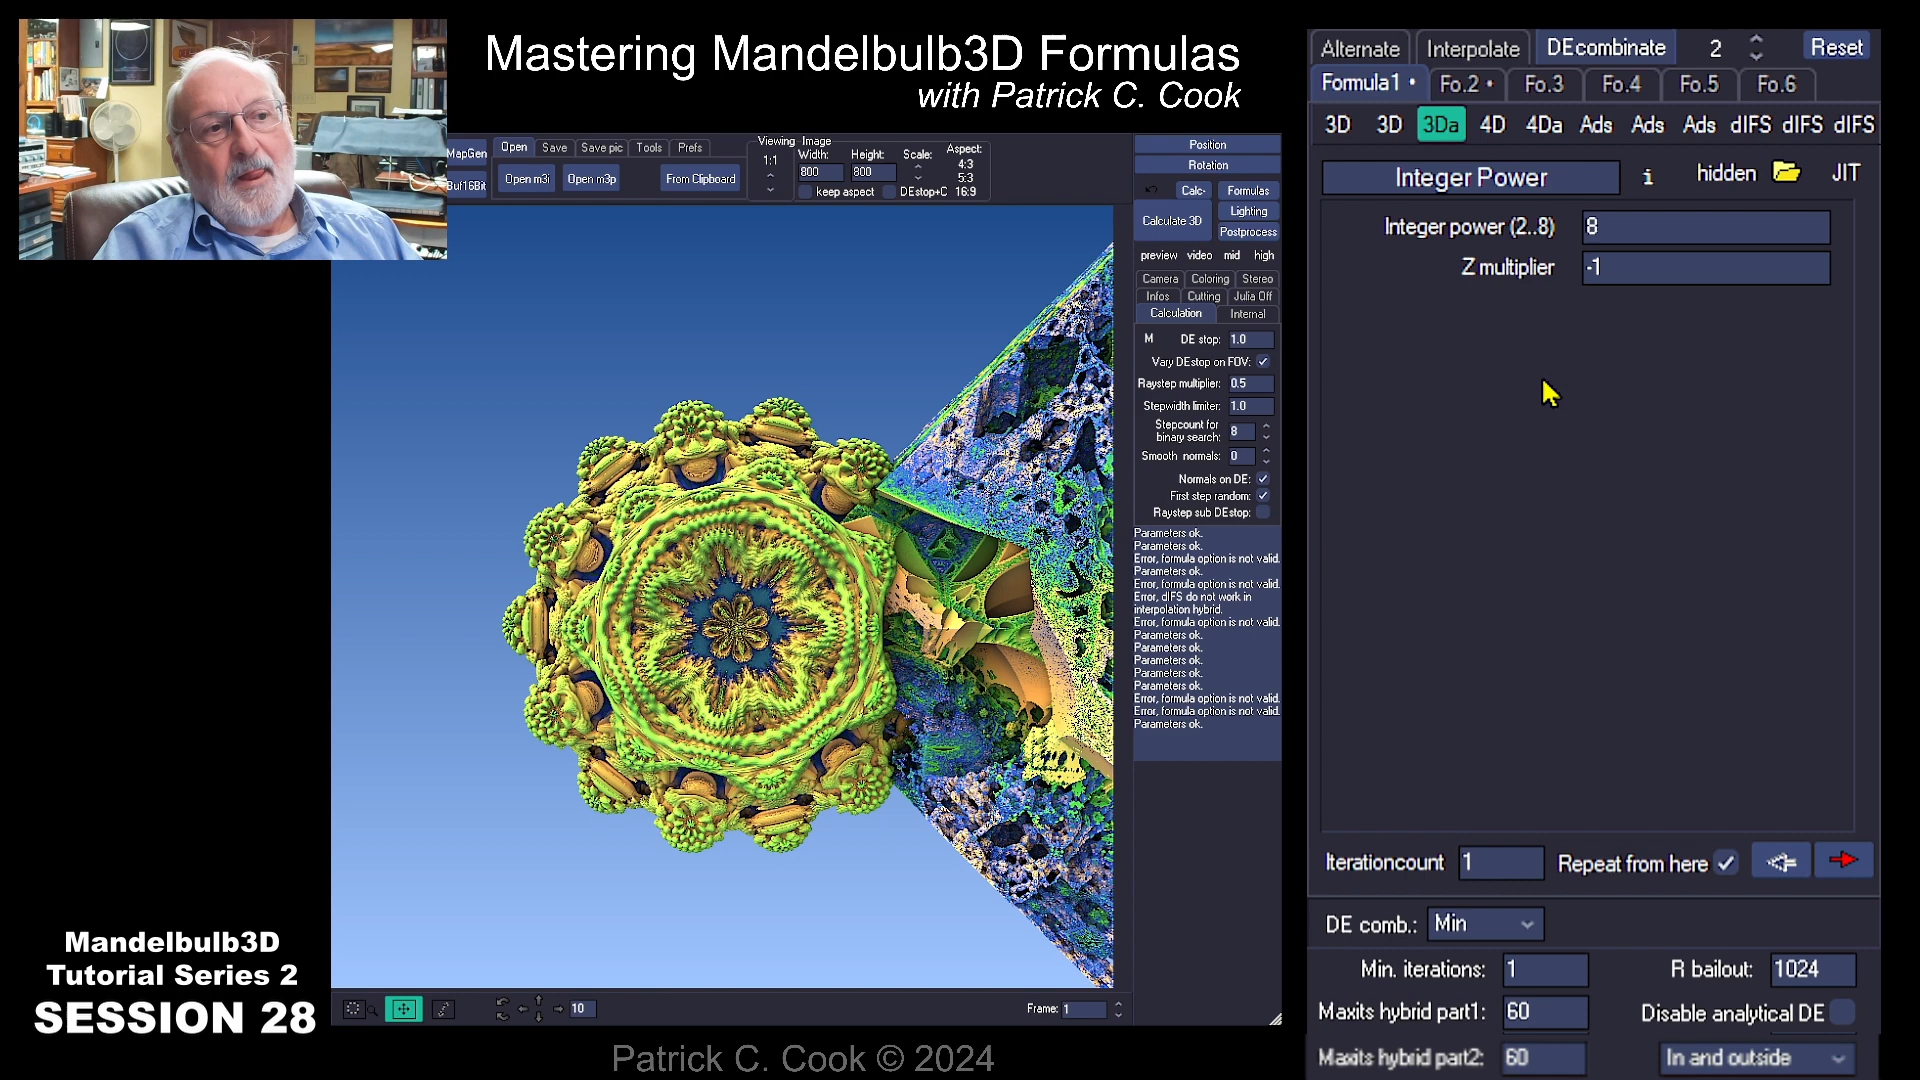 Mastering Mandelbulb3D Formulas
with Patrick C. Cook
MapGen
Buf16Bit
Open Save Save pic Tools Prefs
Open m3i Open m3p From Clipboard
Viewing
1:1
Image
Width: Height: Scale: Aspect:
800 800
4:3
5:3
16:9
keep aspect DEstop+C
Position
Rotation
Calc- Formulas
Calculate 3D Lighting
Postprocess
preview video mid high
Camera Coloring Stereo
Infos Cutting Julia Off
Calculation Internal
M DE stop: 1.0
Vary DEstop on FOV:
Raystep multiplier: 0.5
Stepwidth limiter: 1.0
Stepcount for
binary search: 8
Smooth normals: 0
Normals on DE:
First step random:
Raystep sub DEstop:
Parameters ok.
Parameters ok.
Error, formula option is not valid.
Parameters ok.
Error, formula option is not valid.
Error, dIFS do not work in
interpolation hybrid.
Error, formula option is not valid.
Parameters ok.
Parameters ok.
Parameters ok.
Parameters ok.
Parameters ok.
Error, formula option is not valid.
Error, formula option is not valid.
Parameters ok.
10
Frame: 1
Alternate Interpolate DEcombinate 2 Reset
Formula1 • Fo.2 • Fo.3 Fo.4 Fo.5 Fo.6
3D 3D 3Da 4D 4Da Ads Ads Ads dIFS dIFS dIFS
Integer Power i hidden JIT
Integer power (2..8) 8
Z multiplier -1
Iterationcount 1 Repeat from here
DE comb.: Min
Min. iterations: 1 R bailout: 1024
Maxits hybrid part1: 60 Disable analytical DE
Maxits hybrid part2: 60 In and outside
Mandelbulb3D
Tutorial Series 2
SESSION 28
Patrick C. Cook © 2024